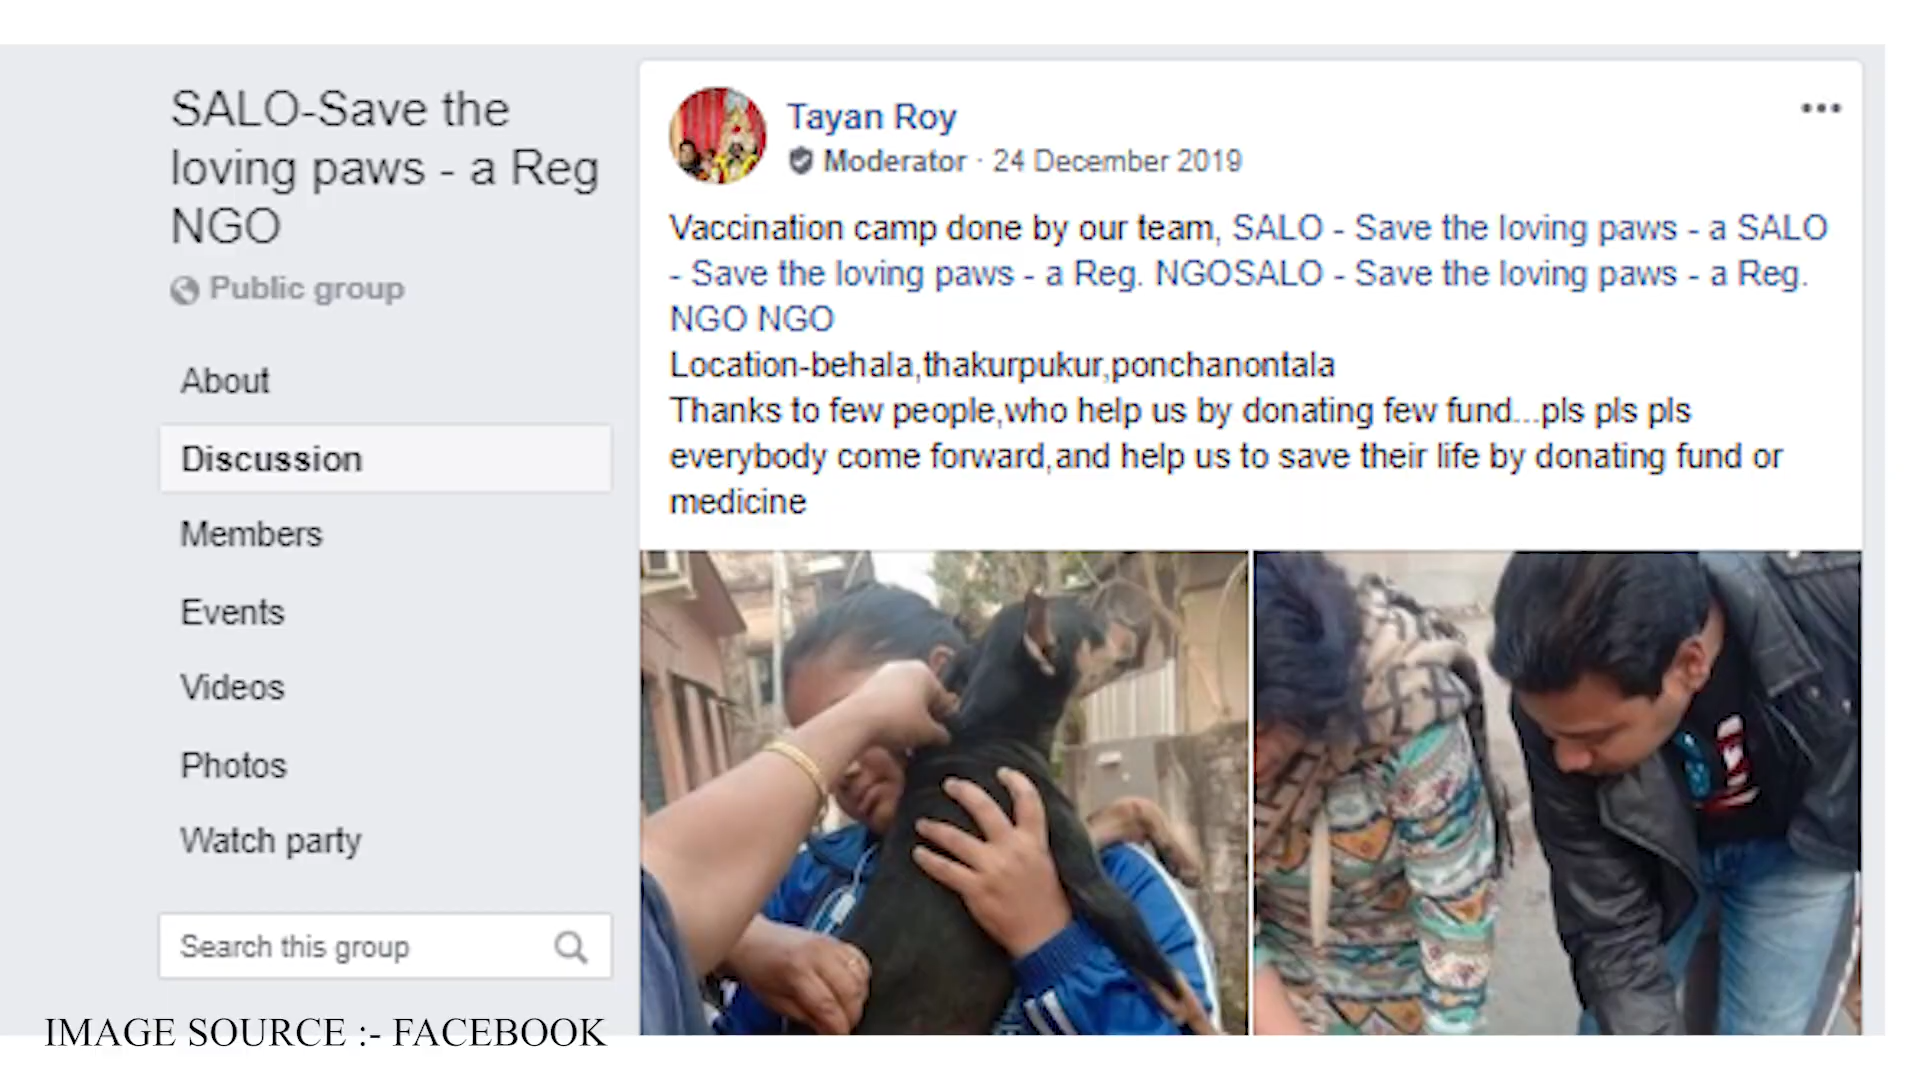 SALO-Save the
loving paws - a Reg
NGO
Public group
About
Discussion
Members
Events
Videos
Photos
Watch party
Search this group
Tayan Roy
Moderator · 24 December 2019
Vaccination camp done by our team, SALO - Save the loving paws - a SALO
- Save the loving paws - a Reg. NGOSALO - Save the loving paws - a Reg.
NGO NGO
Location-behala,thakurpukur,ponchanontala
Thanks to few people,who help us by donating few fund...pls pls pls
everybody come forward,and help us to save their life by donating fund or
medicine
IMAGE SOURCE :- FACEBOOK